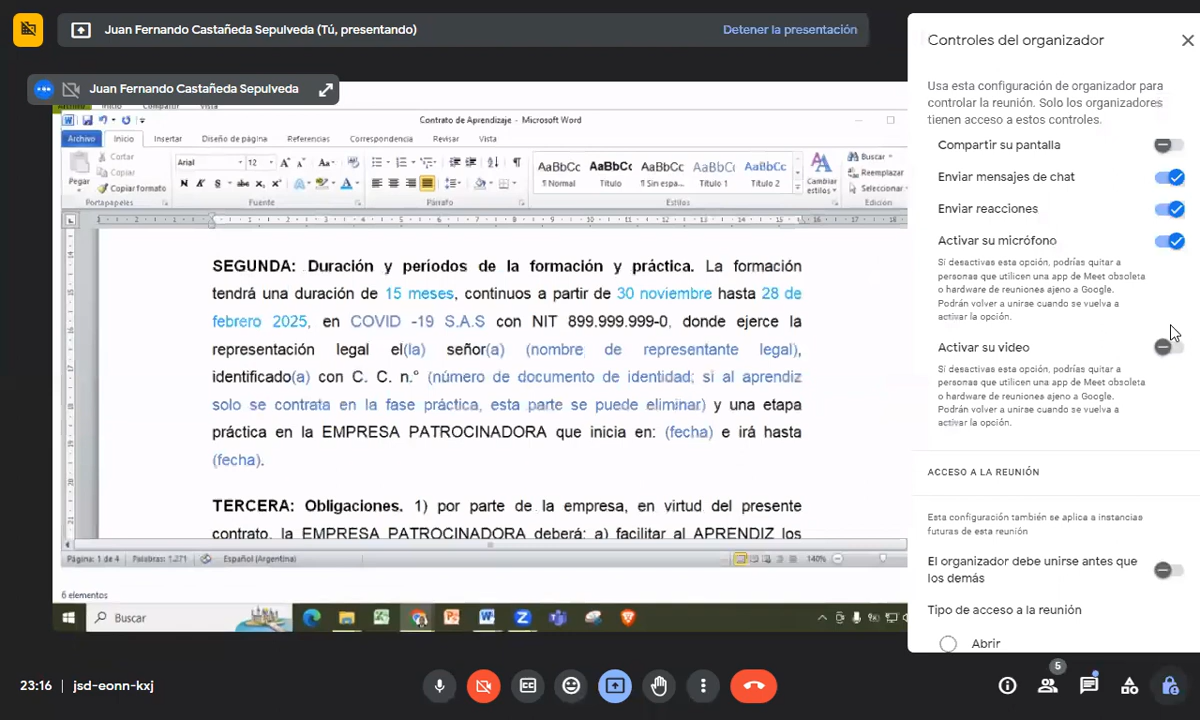 Juan Fernando Castañeda Sepulveda (Tú, presentando)
Detener la presentación
Juan Fernando Castañeda Sepulveda
Contrato de Aprendizaje - Microsoft Word
Archivo Inicio Insertar Diseño de página Referencias Correspondencia Revisar Vista
Pegar
Cortar
Copiar
Copiar formato
Portapapeles
Arial 12
Fuente
Párrafo
AaBbCc AaBbCc AaBbCc AaBbCc AaBbCc
¶ Normal Título ¶ Sin espa... Título 1 Título 2
Cambiar estilos
Estilos
Buscar
Reemplazar
Seleccionar
Edición
SEGUNDA: Duración y períodos de la formación y práctica. La formación
tendrá una duración de 15 meses, continuos a partir de 30 noviembre hasta 28 de
febrero 2025, en COVID -19 S.A.S con NIT 899.999.999-0, donde ejerce la
representación legal el(la) señor(a) (nombre de representante legal),
identificado(a) con C. C. n.° (número de documento de identidad; si al aprendiz
solo se contrata en la fase práctica, esta parte se puede eliminar) y una etapa
práctica en la EMPRESA PATROCINADORA que inicia en: (fecha) e irá hasta
(fecha).
TERCERA: Obligaciones. 1) por parte de la empresa, en virtud del presente
contrato, la EMPRESA PATROCINADORA deberá: a) facilitar al APRENDIZ los
Página: 1 de 4 Palabras: 1.271 Español (Argentina) 140%
6 elementos
Buscar
Controles del organizador
Usa esta configuración de organizador para
controlar la reunión. Solo los organizadores
tienen acceso a estos controles.
Compartir su pantalla
Enviar mensajes de chat
Enviar reacciones
Activar su micrófono
Si desactivas esta opción, podrías quitar a
personas que utilicen una app de Meet obsoleta
o hardware de reuniones ajeno a Google.
Podrán volver a unirse cuando se vuelva a
activar la opción.
Activar su video
Si desactivas esta opción, podrías quitar a
personas que utilicen una app de Meet obsoleta
o hardware de reuniones ajeno a Google.
Podrán volver a unirse cuando se vuelva a
activar la opción.
ACCESO A LA REUNIÓN
Esta configuración también se aplica a instancias
futuras de esta reunión
El organizador debe unirse antes que
los demás
Tipo de acceso a la reunión
Abrir
23:16 | jsd-eonn-kxj
5